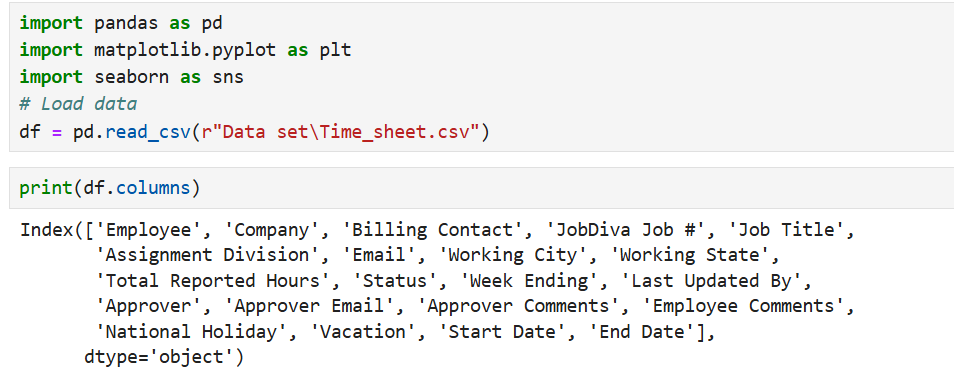 import pandas as pd
import matplotlib.pyplot as plt
import seaborn as sns
# Load data
df = pd.read_csv(r"Data set\Time_sheet.csv")
print(df.columns)
Index(['Employee', 'Company', 'Billing Contact', 'JobDiva Job #', 'Job Title',
       'Assignment Division', 'Email', 'Working City', 'Working State',
       'Total Reported Hours', 'Status', 'Week Ending', 'Last Updated By',
       'Approver', 'Approver Email', 'Approver Comments', 'Employee Comments',
       'National Holiday', 'Vacation', 'Start Date', 'End Date'],
      dtype='object')